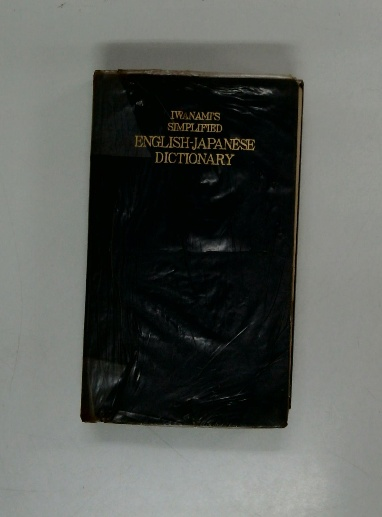 IWANAMI'S
SIMPLIFIED
ENGLISH-JAPANESE
DICTIONARY